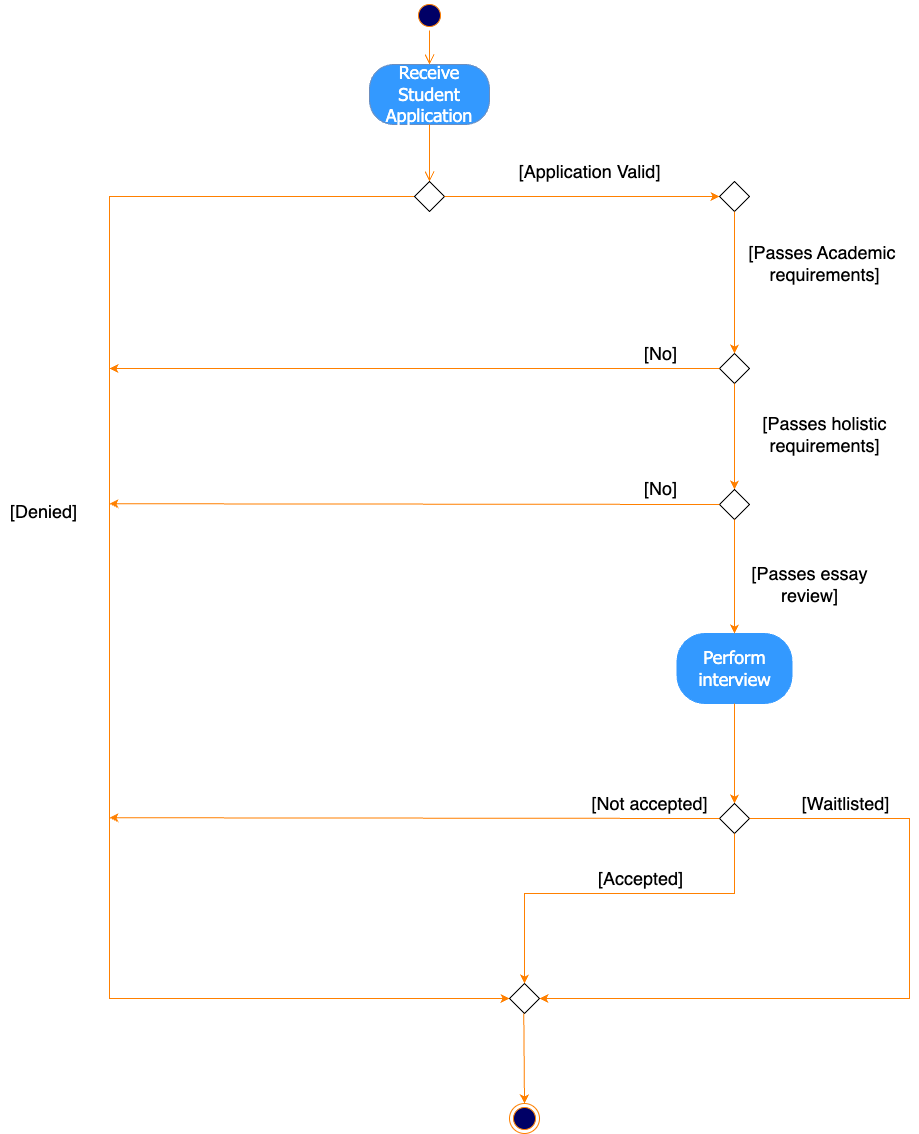 Receive
Student
Application
[Application Valid]
[Passes Academic
requirements]
[No]
[Passes holistic
requirements]
[No]
[Denied]
[Passes essay
review]
Perform
interview
[Not accepted]
[Waitlisted]
[Accepted]